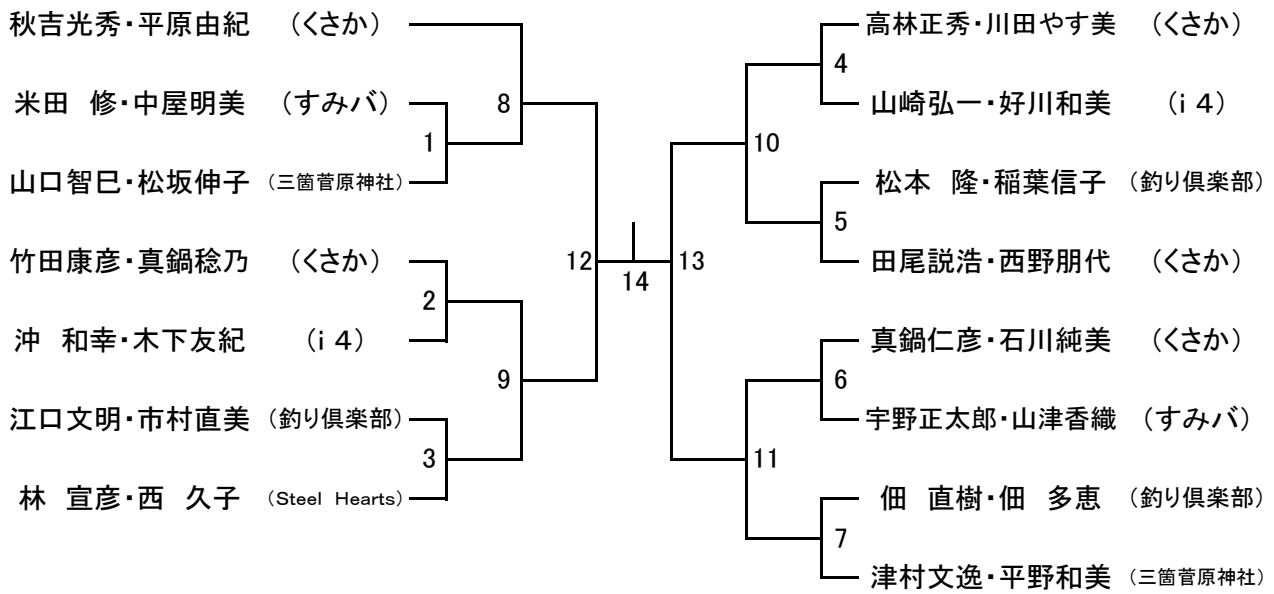 秋吉光秀・平原由紀 (くさか)
米田 修・中屋明美 (すみバ)
山口智巳・松坂伸子 (三箇菅原神社)
竹田康彦・真鍋稔乃 (くさか)
沖 和幸・木下友紀 (i 4)
江口文明・市村直美 (釣り倶楽部)
林 宣彦・西 久子 (Steel Hearts)
1
2
3
8
9
12
14
13
10
11
4
5
6
7
高林正秀・川田やす美 (くさか)
山崎弘一・好川和美 (i 4)
松本 隆・稲葉信子 (釣り倶楽部)
田尾説浩・西野朋代 (くさか)
真鍋仁彦・石川純美 (くさか)
宇野正太郎・山津香織 (すみバ)
佃 直樹・佃 多恵 (釣り倶楽部)
津村文逸・平野和美 (三箇菅原神社)